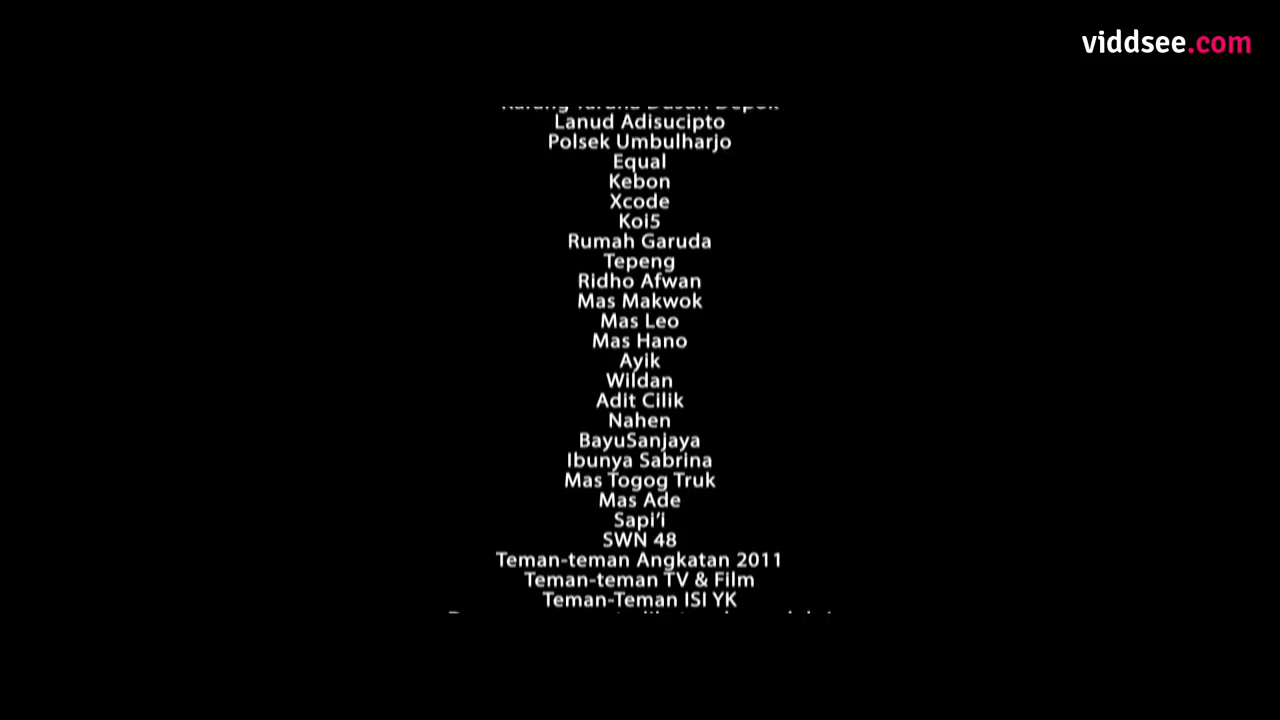 viddsee.com
Lanud Adisucipto
Polsek Umbulharjo
Equal
Kebon
Xcode
Koi5
Rumah Garuda
Tepeng
Ridho Afwan
Mas Makwok
Mas Leo
Mas Hano
Ayik
Wildan
Adit Cilik
Nahen
BayuSanjaya
Ibunya Sabrina
Mas Togog Truk
Mas Ade
Sapi'i
SWN 48
Teman-teman Angkatan 2011
Teman-teman TV & Film
Teman-Teman ISI YK